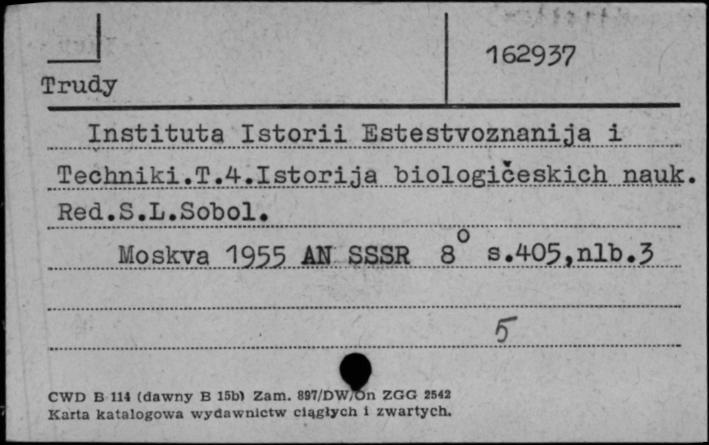 162937
Trudy
Instituta Istorii Estestvoznanija i
Techniki.T.4.Istorija biologičeskich nauk.
Red.S.L.Sobol.
Moskva 1955 AN SSSR 8° s.405,nlb.3
5
CWD B 114 (dawny B 15b) Zam. 897/DW/On ZGG 2542
Karta katalogowa wydawnictw ciągłych i zwartych.